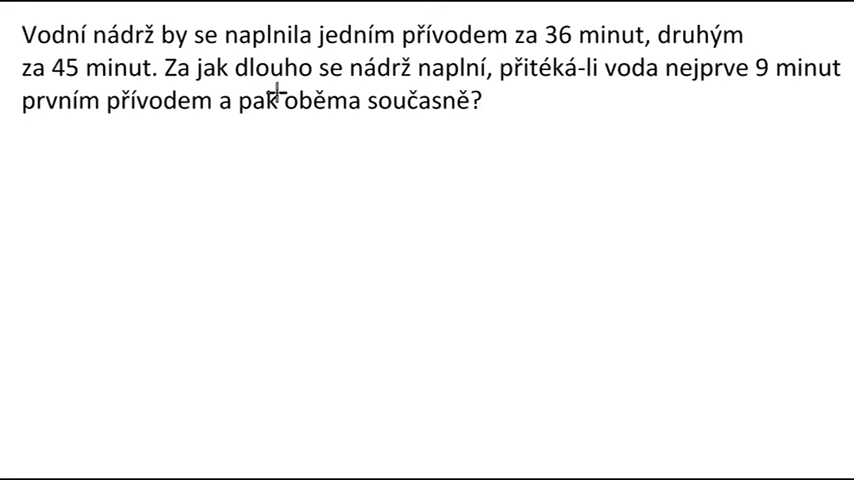 Vodní nádrž by se naplnila jedním přívodem za 36 minut, druhým
za 45 minut. Za jak dlouho se nádrž naplní, přitéká-li voda nejprve 9 minut
prvním přívodem a pak oběma současně?